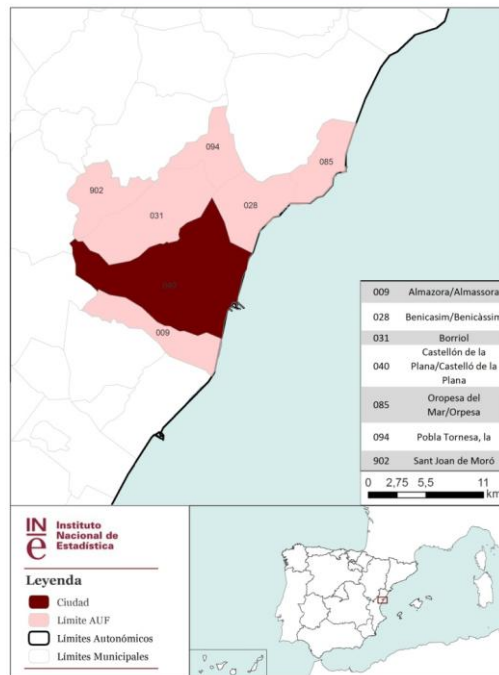 094
085
902
031
028
009
009 Almazora/Almassora
028 Benicasim/Benicàssim
031 Borriol
Castellón de la
040 Plana/Castelló de la
Plana
085 Oropesa del
Mar/Orpesa
094 Pobla Tornesa, la
902 Sant Joan de Moró
0 2,75 5,5 11
km
INe Instituto
Nacional de
Estadística
Leyenda
Ciudad
Límite AUF
Límites Autonómicos
Límites Municipales